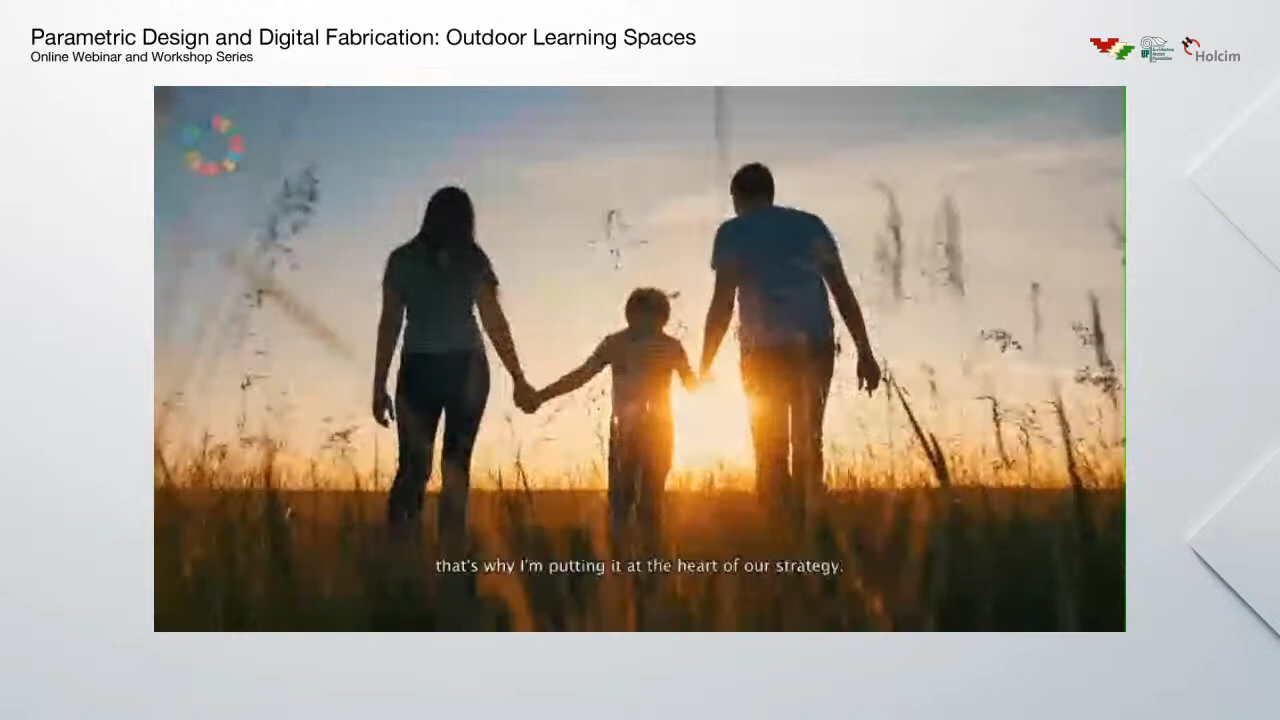 Parametric Design and Digital Fabrication: Outdoor Learning Spaces
Online Webinar and Workshop Series
UP
Holcim
that's why I'm putting it at the heart of our strategy.